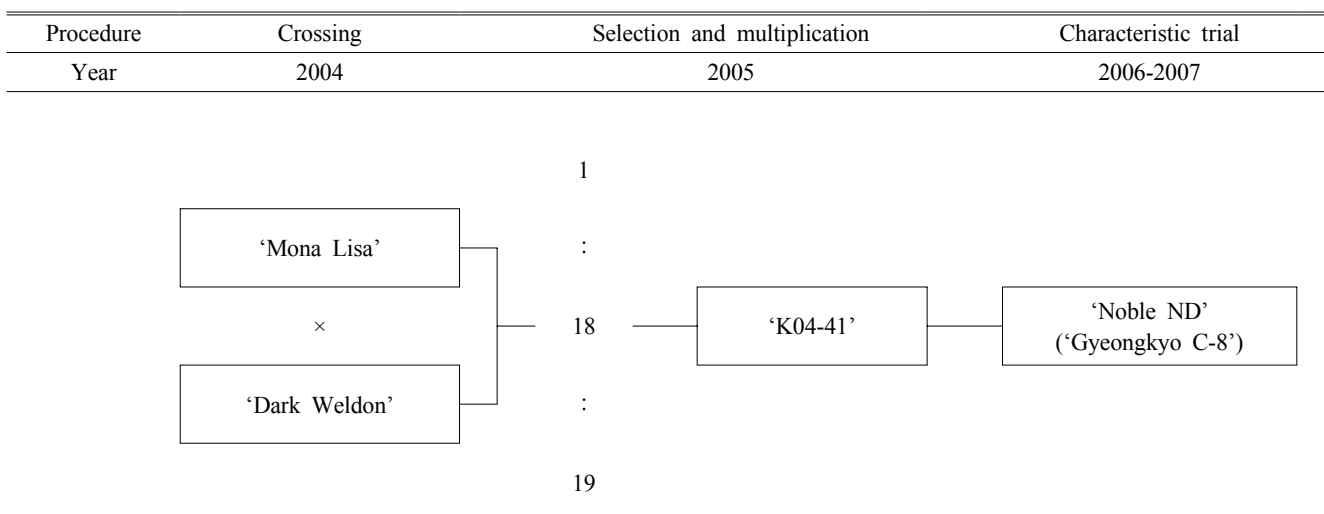 Procedure Crossing Selection and multiplication Characteristic trial
Year 2004 2005 2006-2007
1
‘Mona Lisa’ :
× 18 ‘K04-41’ ‘Noble ND’
(‘Gyeongkyo C-8’)
‘Dark Weldon’ :
19